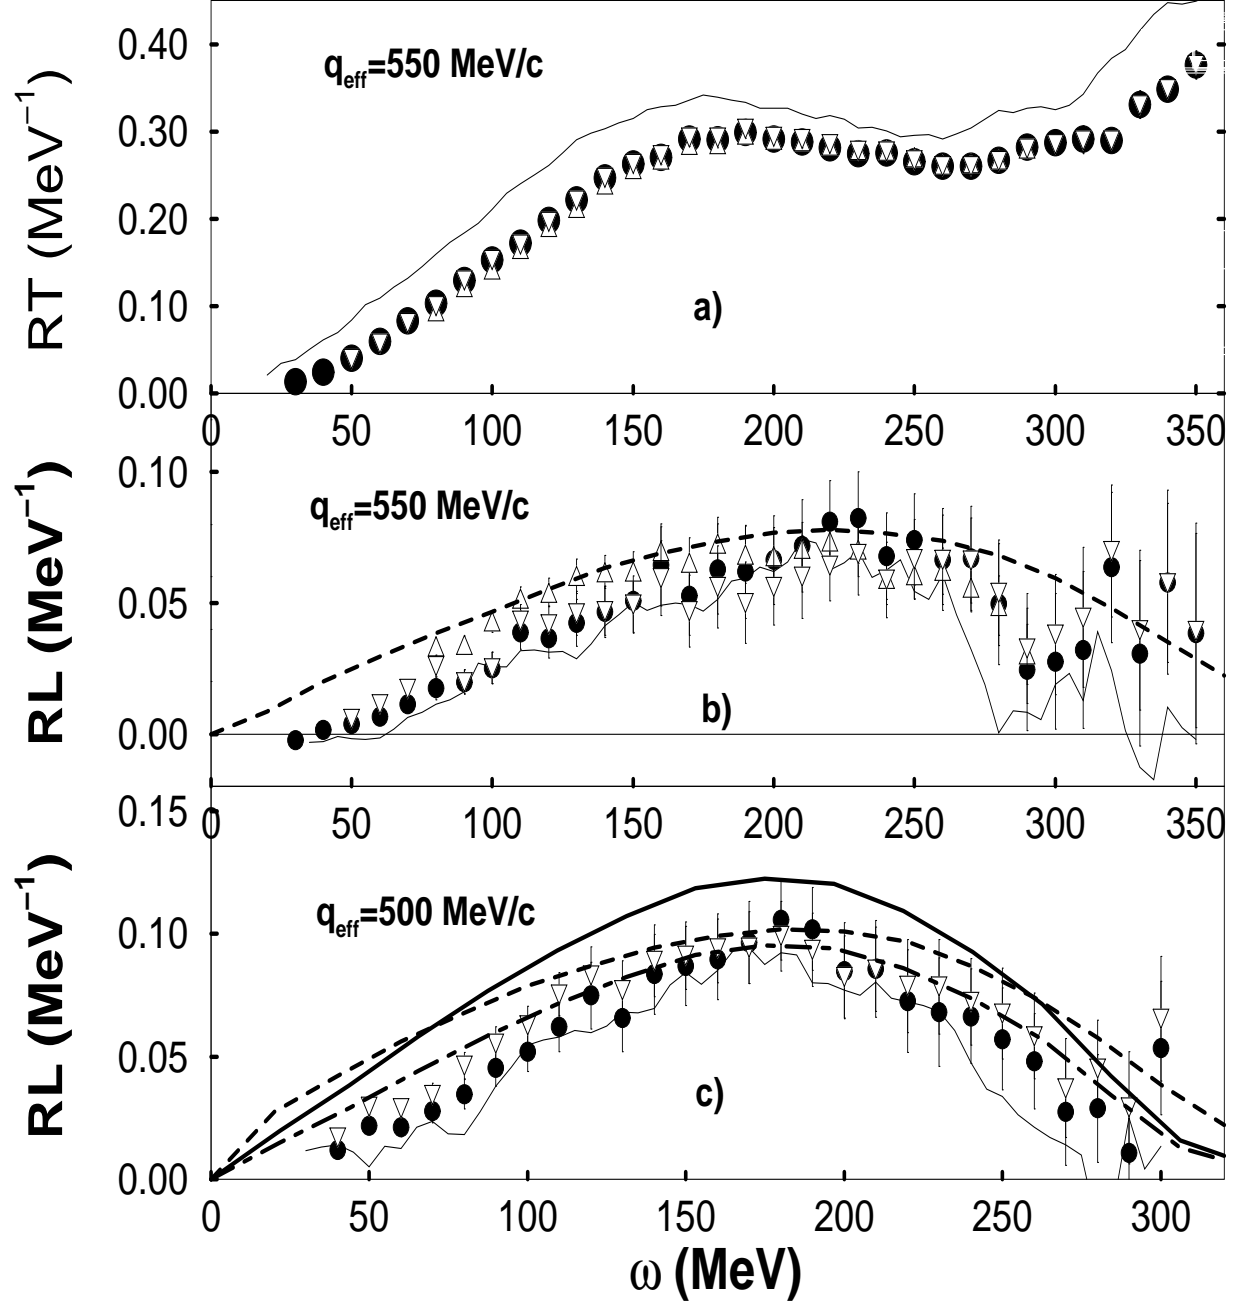 0.40
q_eff=550 MeV/c
0.30
RT (MeV⁻¹)
0.20
0.10
a)
0.00
0 50 100 150 200 250 300 350
0.10
q_eff=550 MeV/c
RL (MeV⁻¹)
0.05
b)
0.00
0.15
0 50 100 150 200 250 300 350
q_eff=500 MeV/c
0.10
RL (MeV⁻¹)
0.05
c)
0.00
0 50 100 150 200 250 300
ω (MeV)